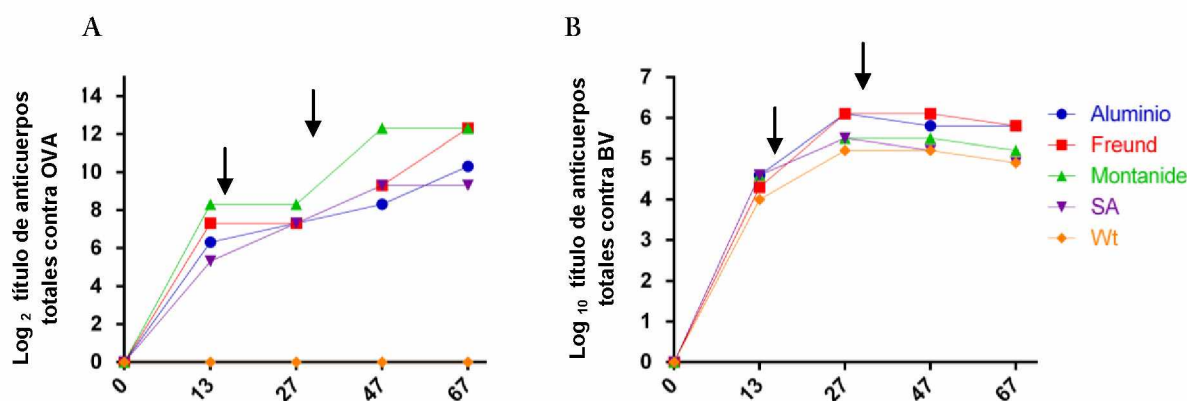 A
Log 2 título de anticuerpos
totales contra OVA
14
12
10
8
6
4
2
0
0
13
27
47
67
B
Log 10 título de anticuerpos
totales contra BV
7
6
5
4
3
2
1
0
0
13
27
47
67
Aluminio
Freund
Montanide
SA
Wt